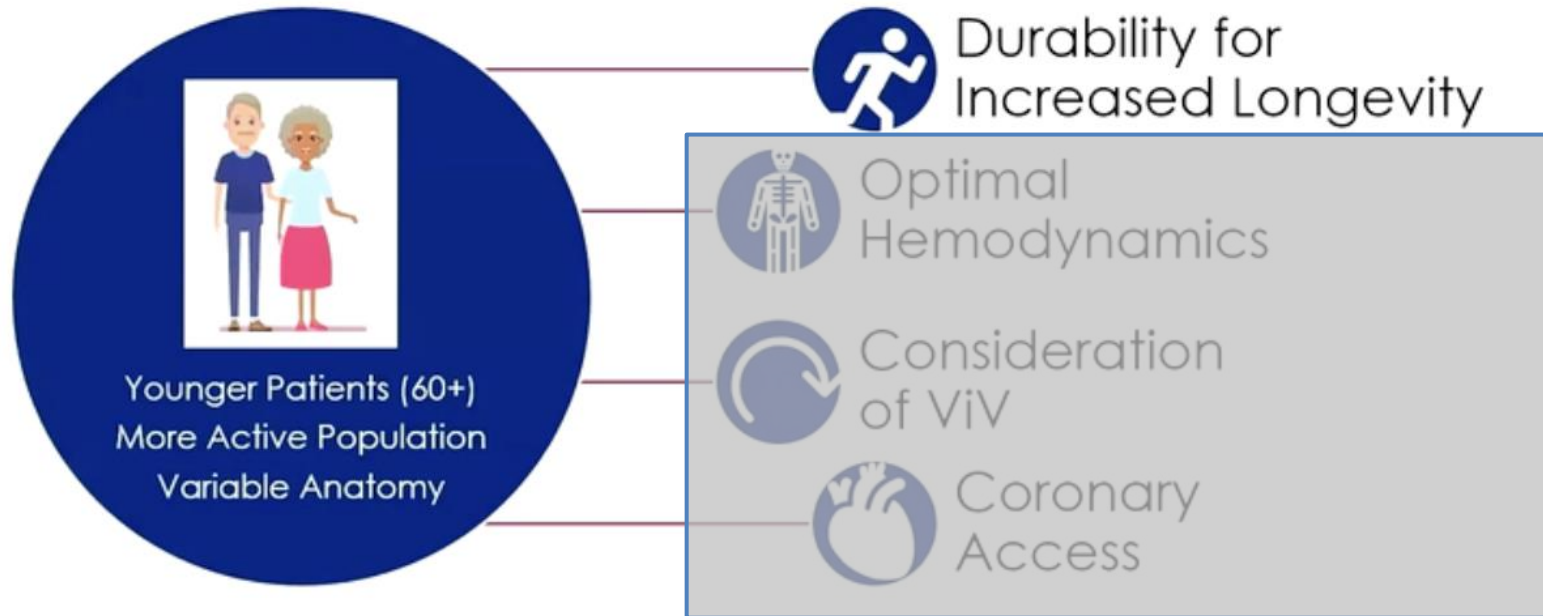 Younger Patients (60+)
More Active Population
Variable Anatomy
Durability for
Increased Longevity
Optimal
Hemodynamics
Consideration
of ViV
Coronary
Access